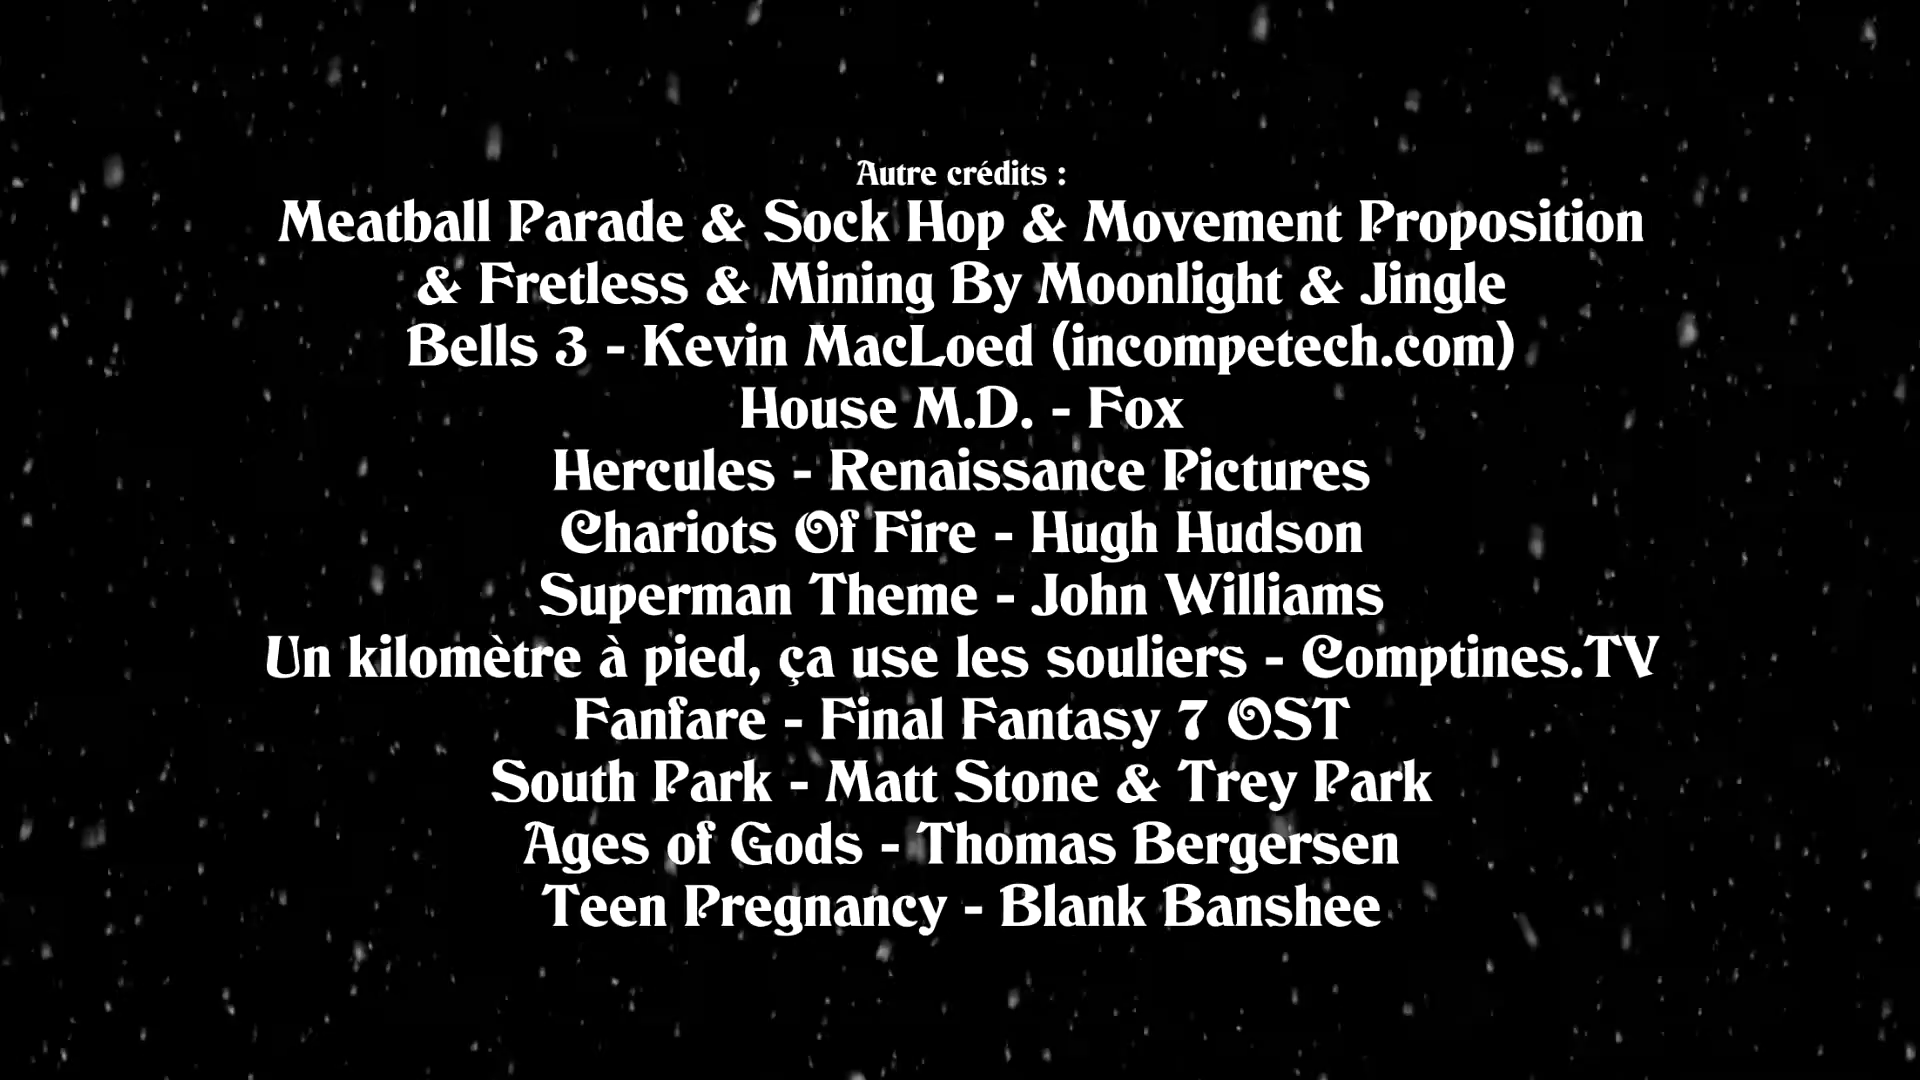 Autre crédits :
Meatball Parade & Sock Hop & Movement Proposition
& Fretless & Mining By Moonlight & Jingle
Bells 3 - Kevin MacLoed (incompetech.com)
House M.D. - Fox
Hercules - Renaissance Pictures
Chariots Of Fire - Hugh Hudson
Superman Theme - John Williams
Un kilomètre à pied, ça use les souliers - Comptines.TV
Fanfare - Final Fantasy 7 OST
South Park - Matt Stone & Trey Park
Ages of Gods - Thomas Bergersen
Teen Pregnancy - Blank Banshee